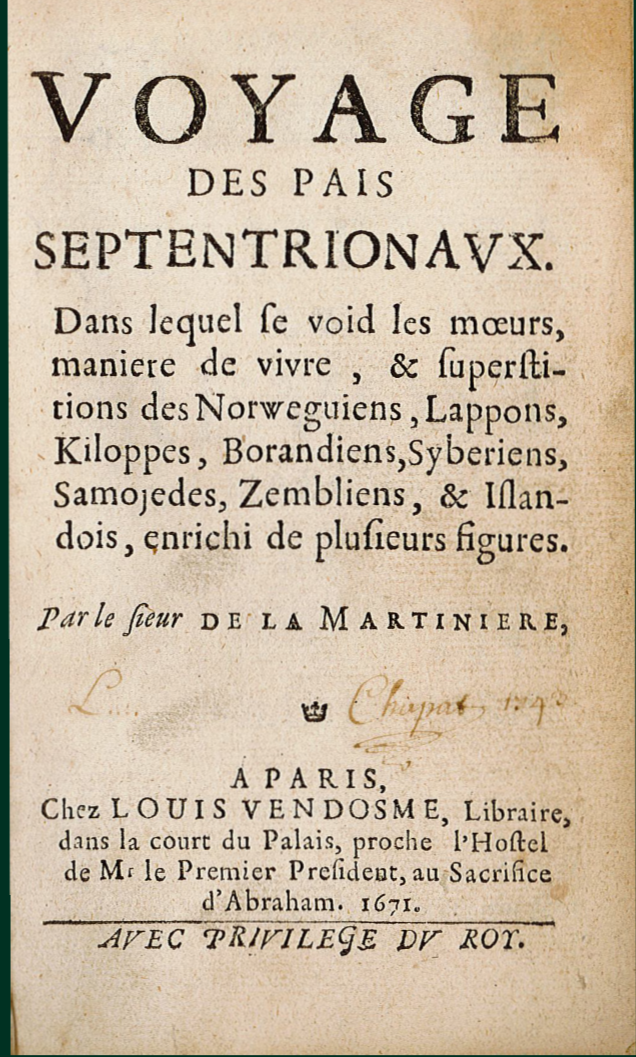 VOYAGE
DES PAIS
SEPTENTRIONAVX.
Dans lequel ſe void les mœurs,
maniere de vivre , & ſuperſti-
tions des Norweguiens , Lappons,
Kiloppes, Borandiens, Syberiens,
Samojedes, Zembliens, & Iſlan-
dois, enrichi de pluſieurs figures.
Par le ſieur DE LA MARTINIERE,
A PARIS,
Chez LOUIS VENDOSME, Libraire,
dans la court du Palais, proche l'Hoſtel
de Mr le Premier Preſident, au Sacrifice
d'Abraham. 1671.
AVEC PRIVILEGE DV ROY.